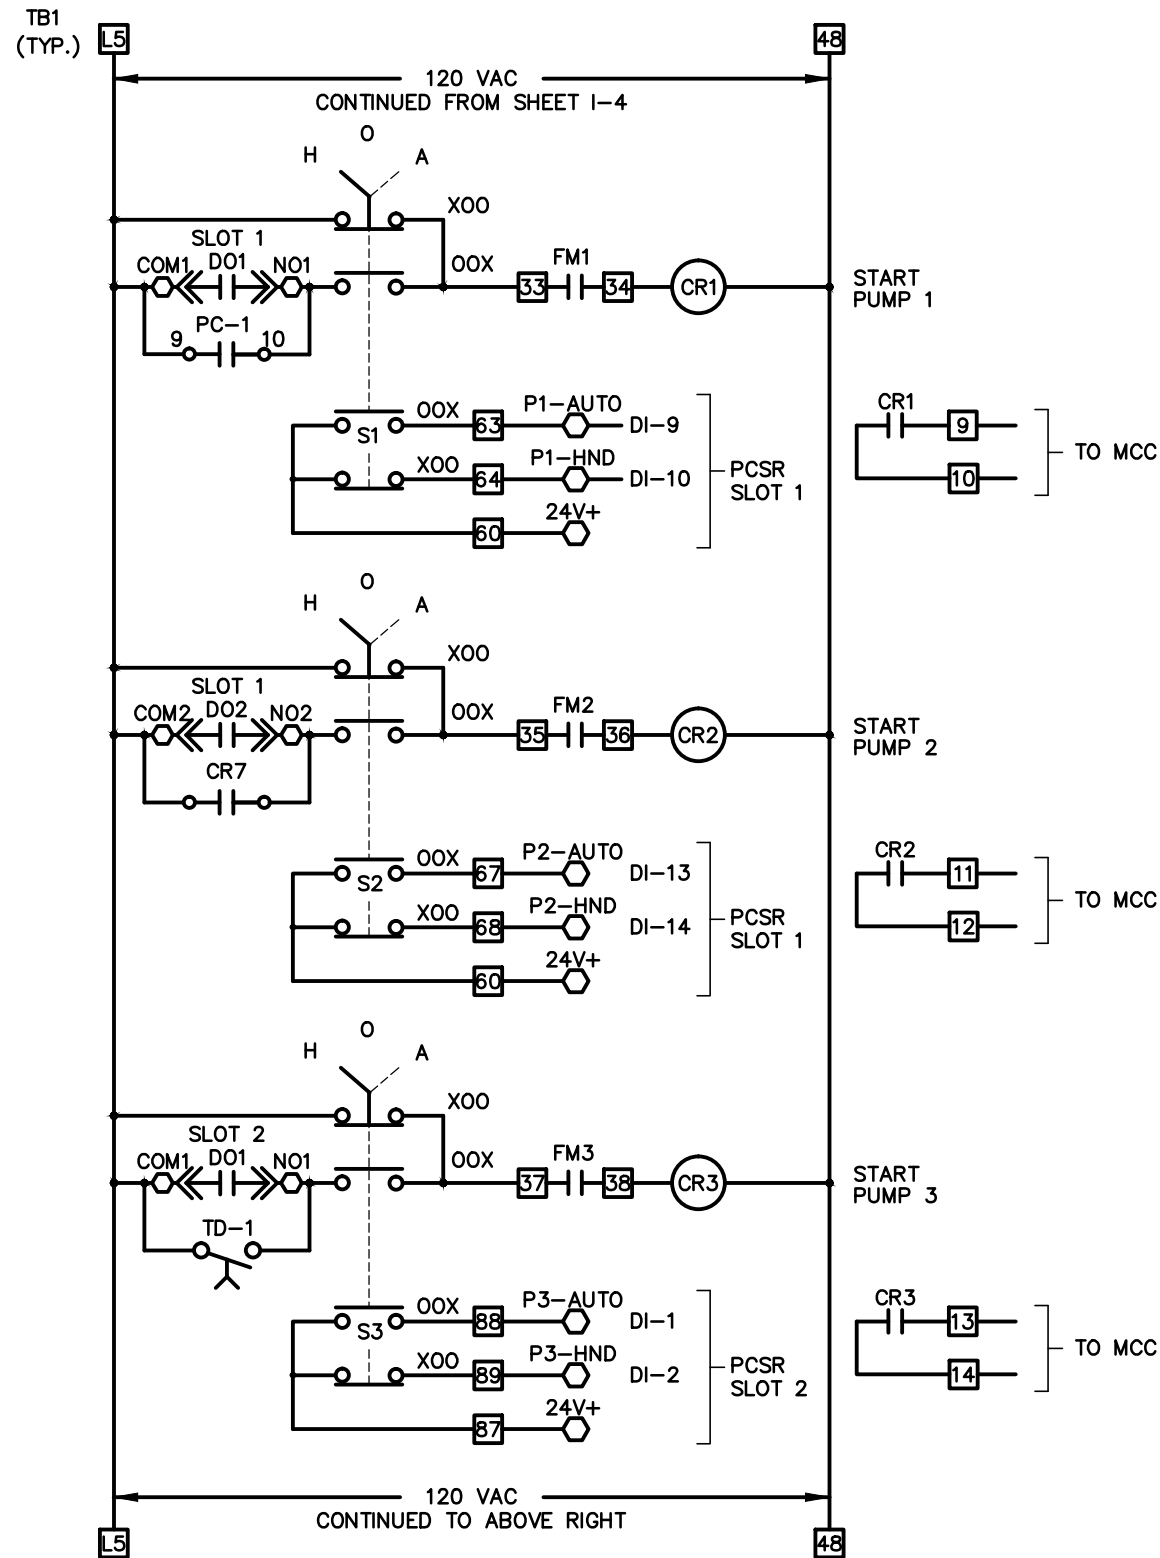 TB1
(TYP.)
L5
48
120 VAC
CONTINUED FROM SHEET I-4
O
H
A
XOO
SLOT 1
COM1
DO1
NO1
OOX
FM1
33
34
CR1
START
PUMP 1
PC-1
9
10
OOX
63
P1-AUTO
DI-9
S1
XOO
64
P1-HND
DI-10
PCSR
SLOT 1
60
24V+
CR1
9
10
TO MCC
O
H
A
XOO
SLOT 1
COM2
DO2
NO2
OOX
FM2
35
36
CR2
START
PUMP 2
CR7
OOX
67
P2-AUTO
DI-13
S2
XOO
68
P2-HND
DI-14
PCSR
SLOT 1
60
24V+
CR2
11
12
TO MCC
O
H
A
XOO
SLOT 2
COM1
DO1
NO1
OOX
FM3
37
38
CR3
START
PUMP 3
TD-1
OOX
88
P3-AUTO
DI-1
S3
XOO
89
P3-HND
DI-2
PCSR
SLOT 2
87
24V+
CR3
13
14
TO MCC
120 VAC
CONTINUED TO ABOVE RIGHT
L5
48